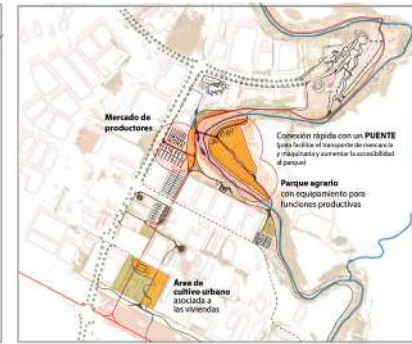 Mercado de
productores
Conexión rápida con un PUENTE
(para facilitar el transporte de mercancía
y maquinaria y aumentar la accesibilidad
al parque)
Parque agrario
con equipamiento para
funciones productivas
Área de
cultivo urbano
asociada a
las viviendas